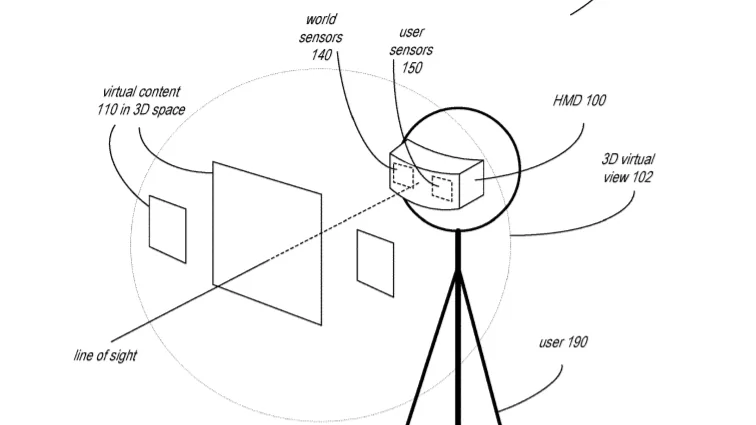 world
sensors
140
user
sensors
150
virtual content
110 in 3D space
HMD 100
3D virtual
view 102
line of sight
user 190